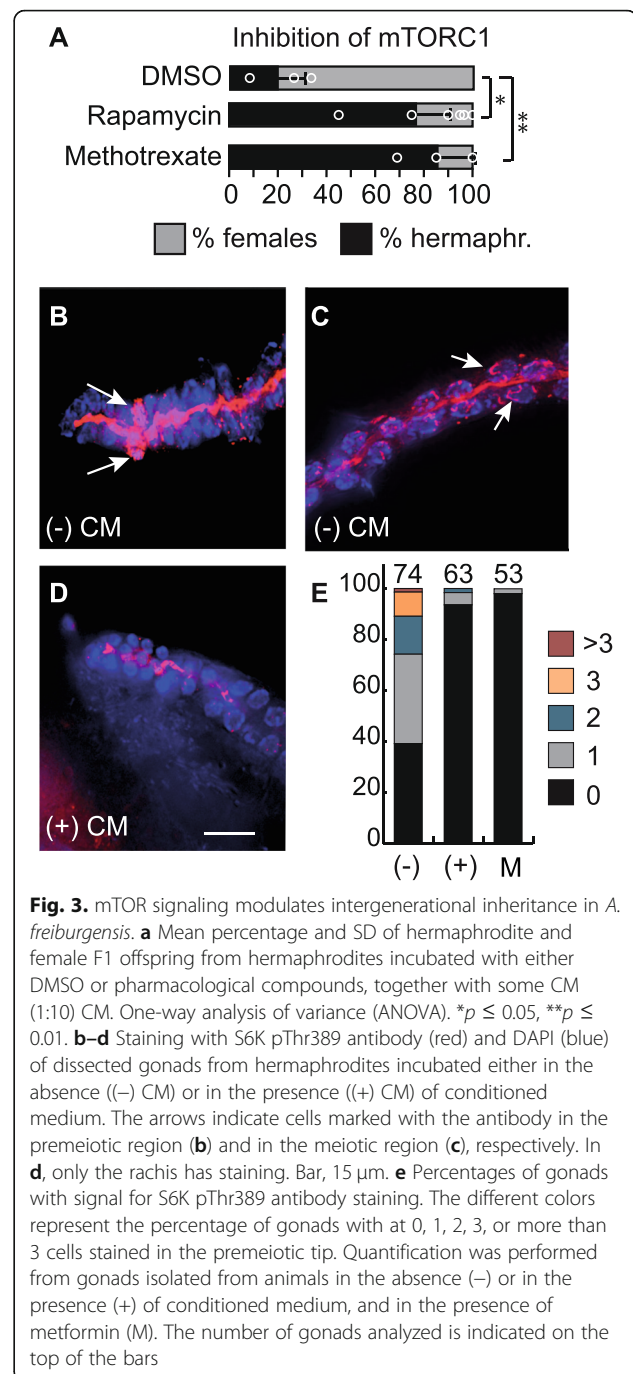 A
Inhibition of mTORC1
DMSO
Rapamycin
Methotrexate
*
**
0 20 40 60 80 100
% females % hermaphr.
B
(-) CM
C
(-) CM
D
(+) CM
E
74 63 53
100
80
60
40
20
0
(-) (+) M
>3
3
2
1
0
Fig. 3. mTOR signaling modulates intergenerational inheritance in A.
freiburgensis. a Mean percentage and SD of hermaphrodite and
female F1 offspring from hermaphrodites incubated with either
DMSO or pharmacological compounds, together with some CM
(1:10) CM. One-way analysis of variance (ANOVA). *p ≤ 0.05, **p ≤
0.01. b–d Staining with S6K pThr389 antibody (red) and DAPI (blue)
of dissected gonads from hermaphrodites incubated either in the
absence ((−) CM) or in the presence ((+) CM) of conditioned
medium. The arrows indicate cells marked with the antibody in the
premeiotic region (b) and in the meiotic region (c), respectively. In
d, only the rachis has staining. Bar, 15 μm. e Percentages of gonads
with signal for S6K pThr389 antibody staining. The different colors
represent the percentage of gonads with at 0, 1, 2, 3, or more than
3 cells stained in the premeiotic tip. Quantification was performed
from gonads isolated from animals in the absence (−) or in the
presence (+) of conditioned medium, and in the presence of
metformin (M). The number of gonads analyzed is indicated on the
top of the bars